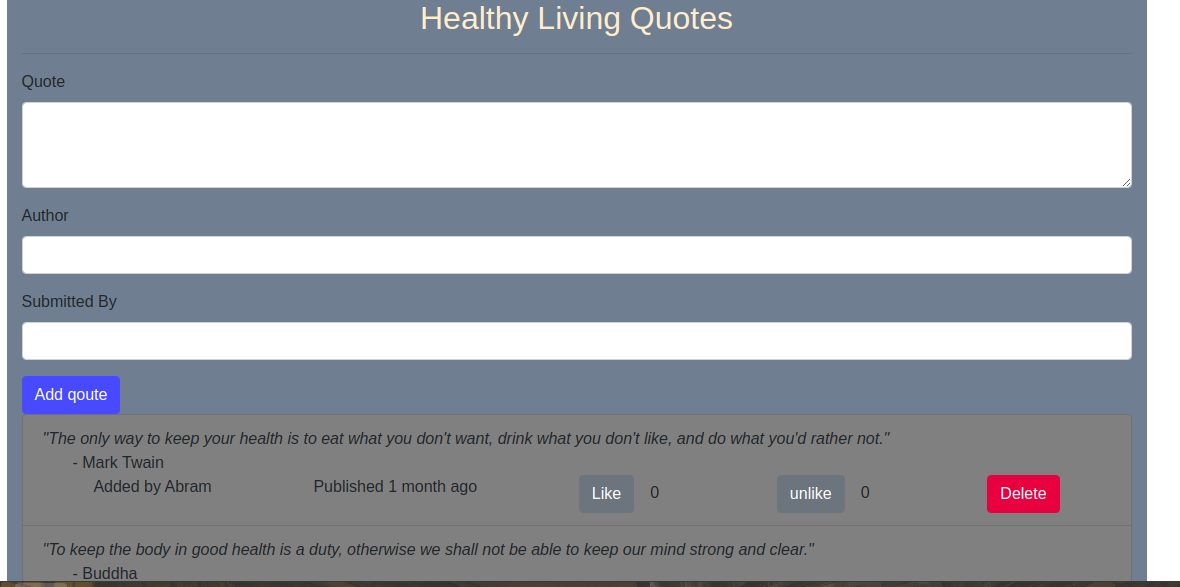 Healthy Living Quotes
Quote
Author
Submitted By
Add qoute
"The only way to keep your health is to eat what you don't want, drink what you don't like, and do what you'd rather not."
- Mark Twain
Added by Abram Published 1 month ago Like 0 unlike 0 Delete
"To keep the body in good health is a duty, otherwise we shall not be able to keep our mind strong and clear."
- Buddha